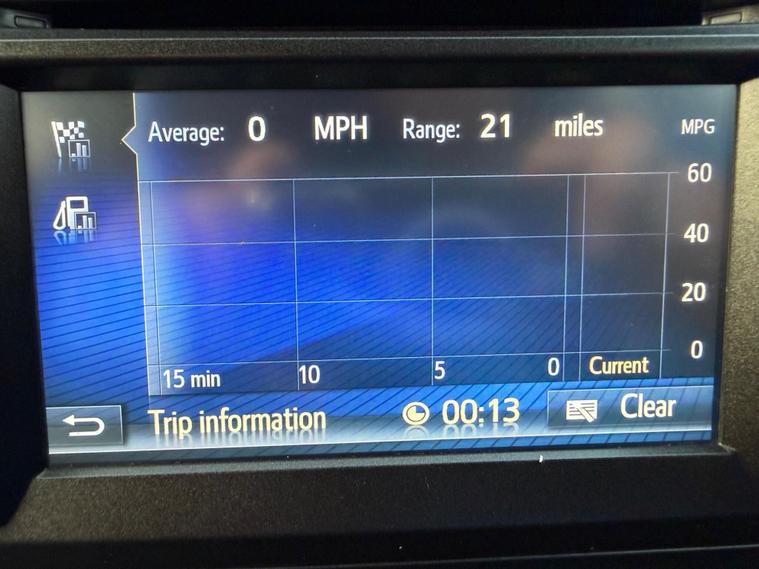 Average: 0 MPH Range: 21 miles MPG
60
40
20
0
15 min 10 5 0 Current
Trip information 00:13 Clear